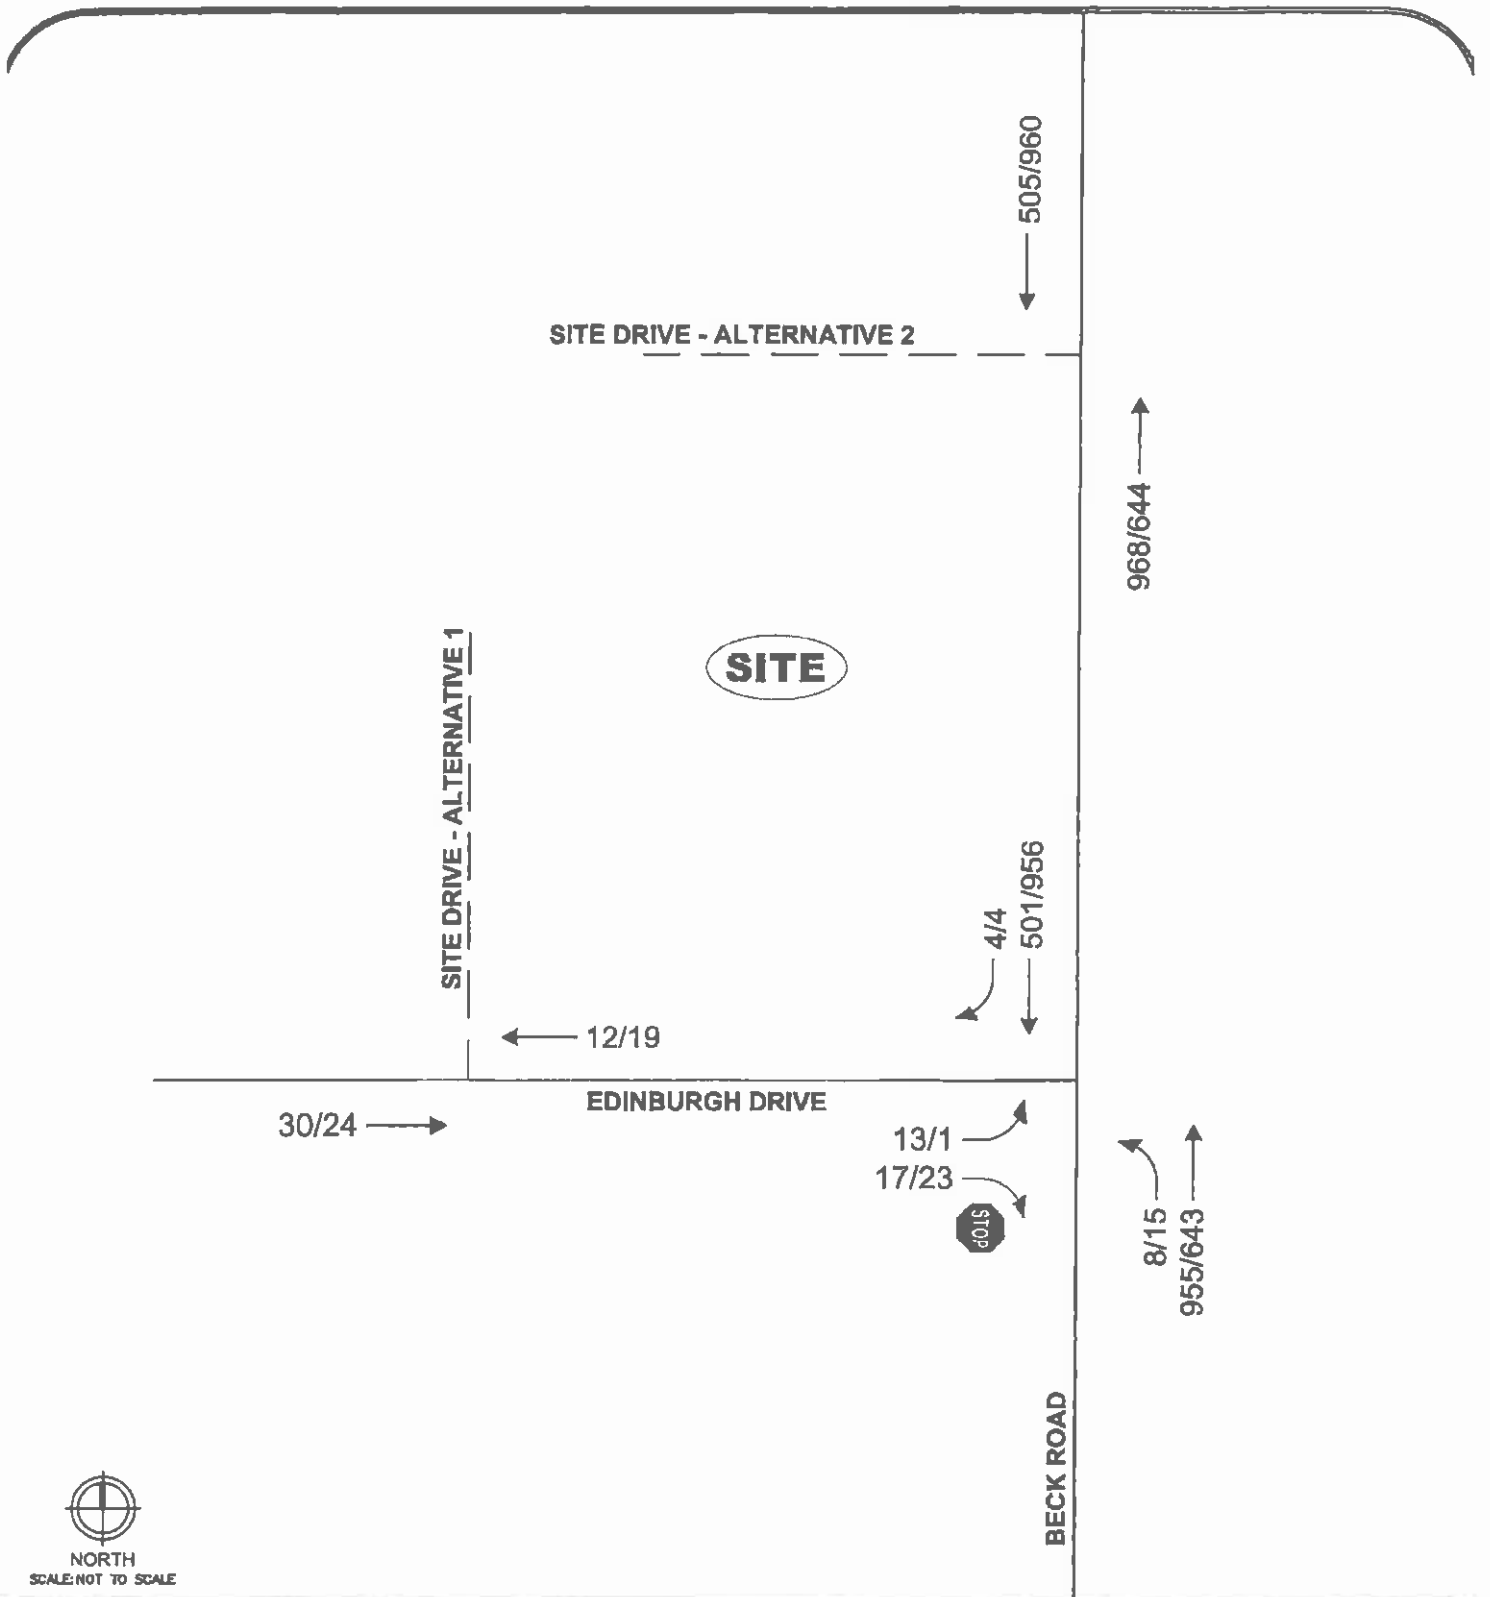 505/960
SITE DRIVE - ALTERNATIVE 2
968/644
SITE DRIVE - ALTERNATIVE 1
SITE
4/4
501/956
12/19
EDINBURGH DRIVE
30/24
13/1
17/23
STOP
8/15
955/643
BECK ROAD
NORTH
SCALE:NOT TO SCALE